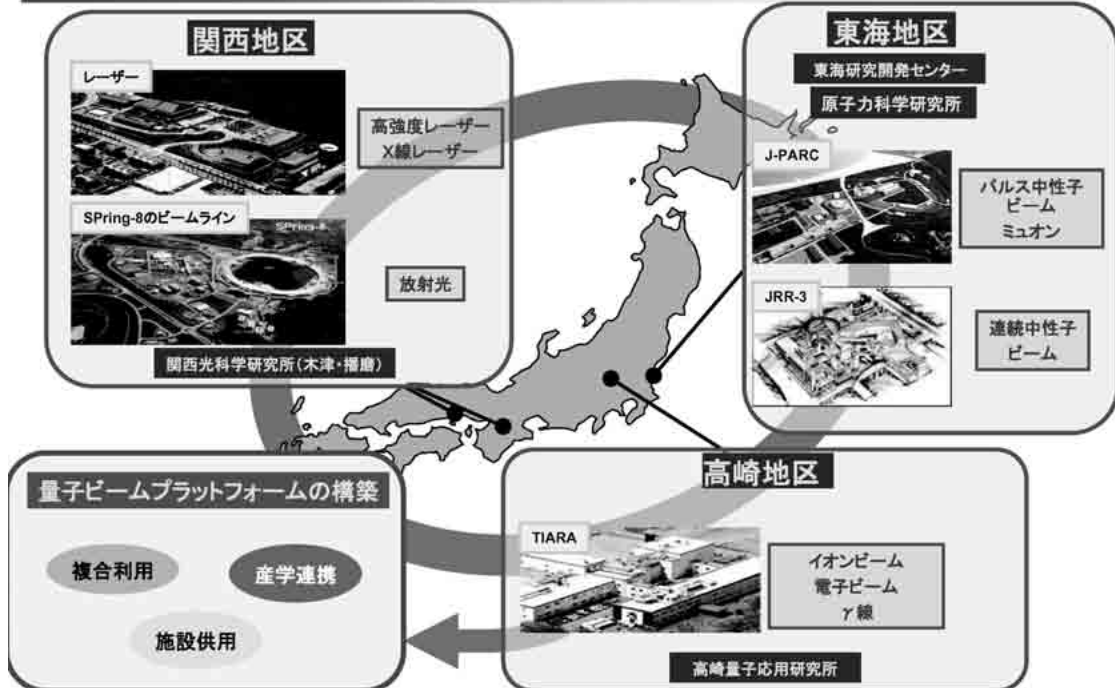 関西地区
レーザー
高強度レーザー
X線レーザー
SPring-8のビームライン
SPring-8
放射光
関西光科学研究所(木津・播磨)
東海地区
東海研究開発センター
原子力科学研究所
J-PARC
パルス中性子
ビーム
ミュオン
JRR-3
連続中性子
ビーム
量子ビームプラットフォームの構築
複合利用
産学連携
施設供用
高崎地区
TIARA
イオンビーム
電子ビーム
γ線
高崎量子応用研究所